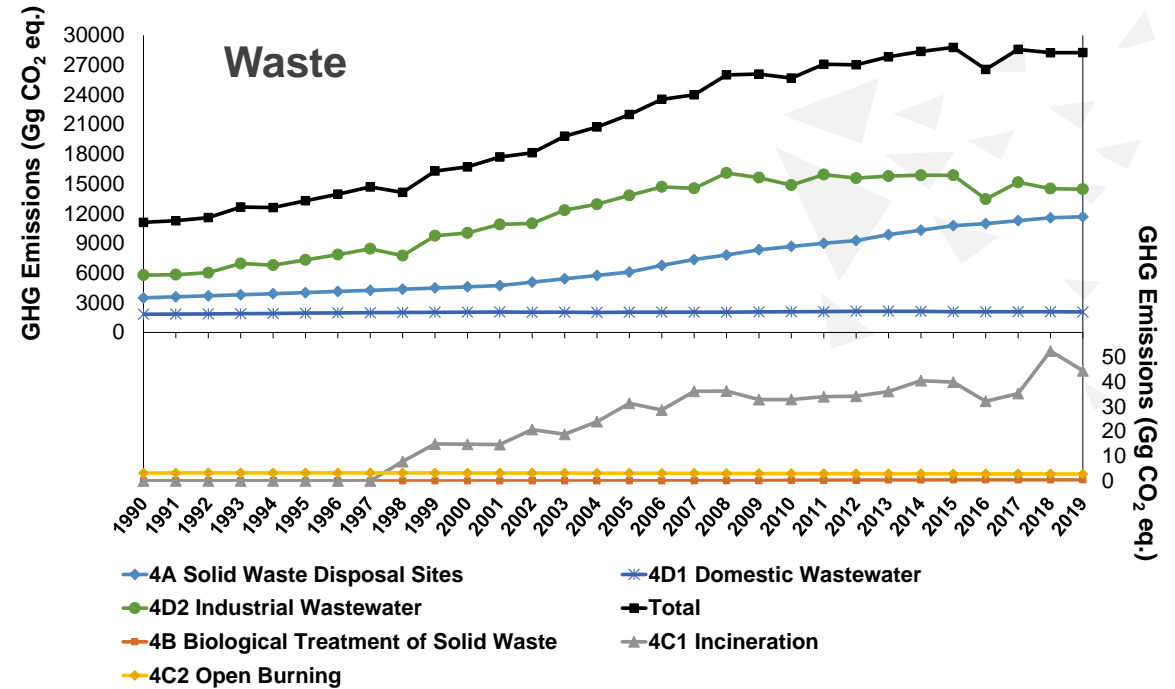 Waste
GHG Emissions (Gg CO₂ eq.)
30000
27000
24000
21000
18000
15000
12000
9000
6000
3000
0
GHG Emissions (Gg CO₂ eq.)
50
40
30
20
10
0
1990 1991 1992 1993 1994 1995 1996 1997 1998 1999 2000 2001 2002 2003 2004 2005 2006 2007 2008 2009 2010 2011 2012 2013 2014 2015 2016 2017 2018 2019
4A Solid Waste Disposal Sites 4D1 Domestic Wastewater
4D2 Industrial Wastewater Total
4B Biological Treatment of Solid Waste 4C1 Incineration
4C2 Open Burning